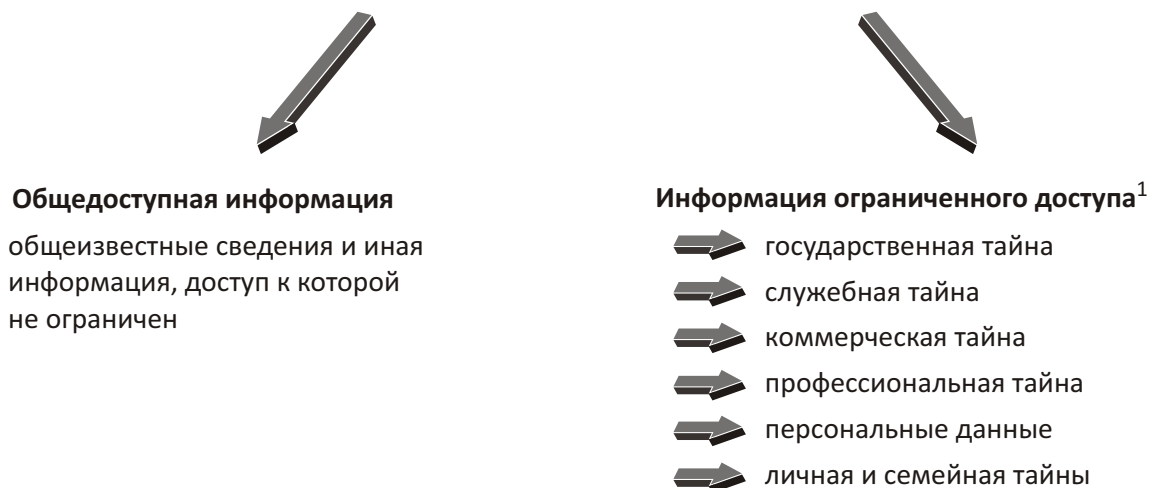 Общедоступная информация
общеизвестные сведения и иная
информация, доступ к которой
не ограничен
Информация ограниченного доступа¹
государственная тайна
служебная тайна
коммерческая тайна
профессиональная тайна
персональные данные
личная и семейная тайны